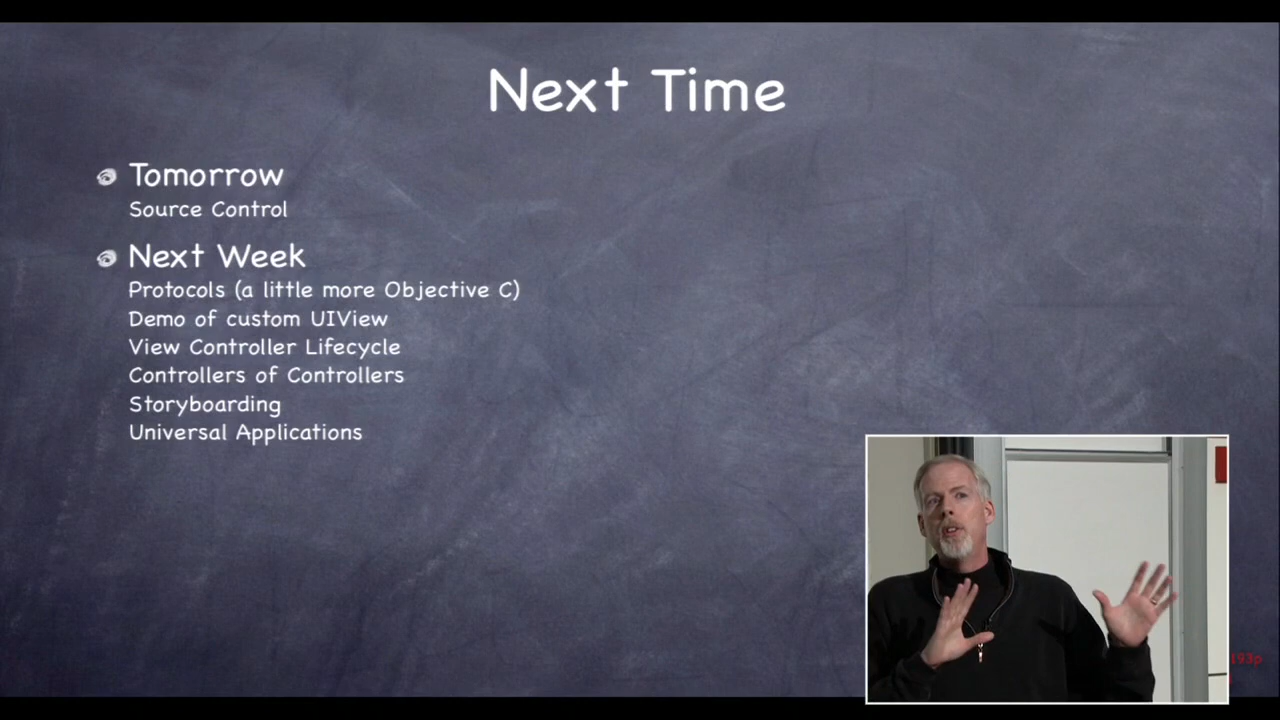 Next Time
Tomorrow
Source Control
Next Week
Protocols (a little more Objective C)
Demo of custom UIView
View Controller Lifecycle
Controllers of Controllers
Storyboarding
Universal Applications
193p